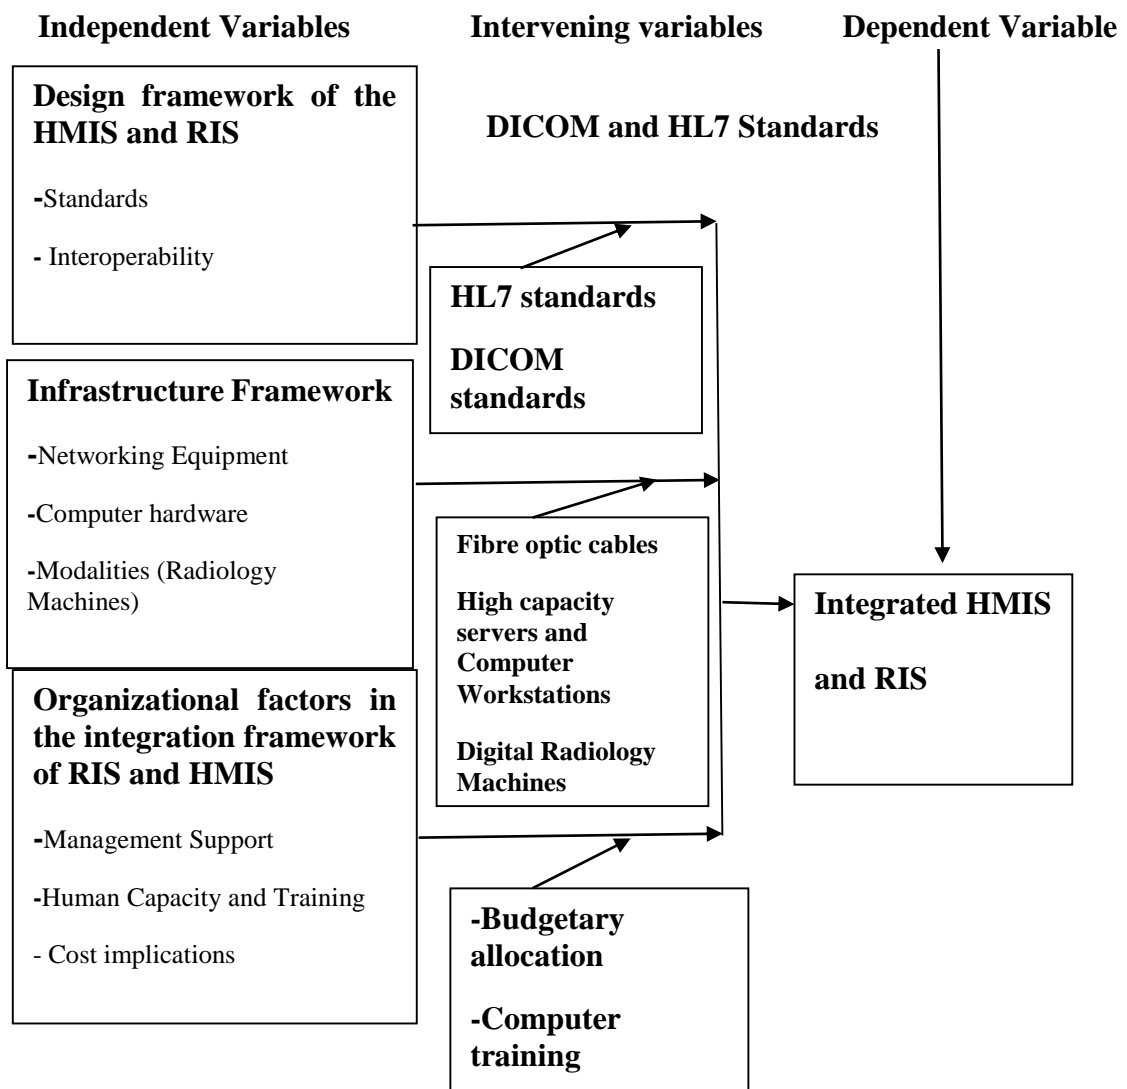 Independent Variables
Intervening variables
Dependent Variable
Design framework of the
HMIS and RIS
-Standards
- Interoperability
DICOM and HL7 Standards
HL7 standards
DICOM
standards
Infrastructure Framework
-Networking Equipment
-Computer hardware
-Modalities (Radiology
Machines)
Fibre optic cables
High capacity
servers and
Computer
Workstations
Digital Radiology
Machines
Integrated HMIS
and RIS
Organizational factors in
the integration framework
of RIS and HMIS
-Management Support
-Human Capacity and Training
- Cost implications
-Budgetary
allocation
-Computer
training